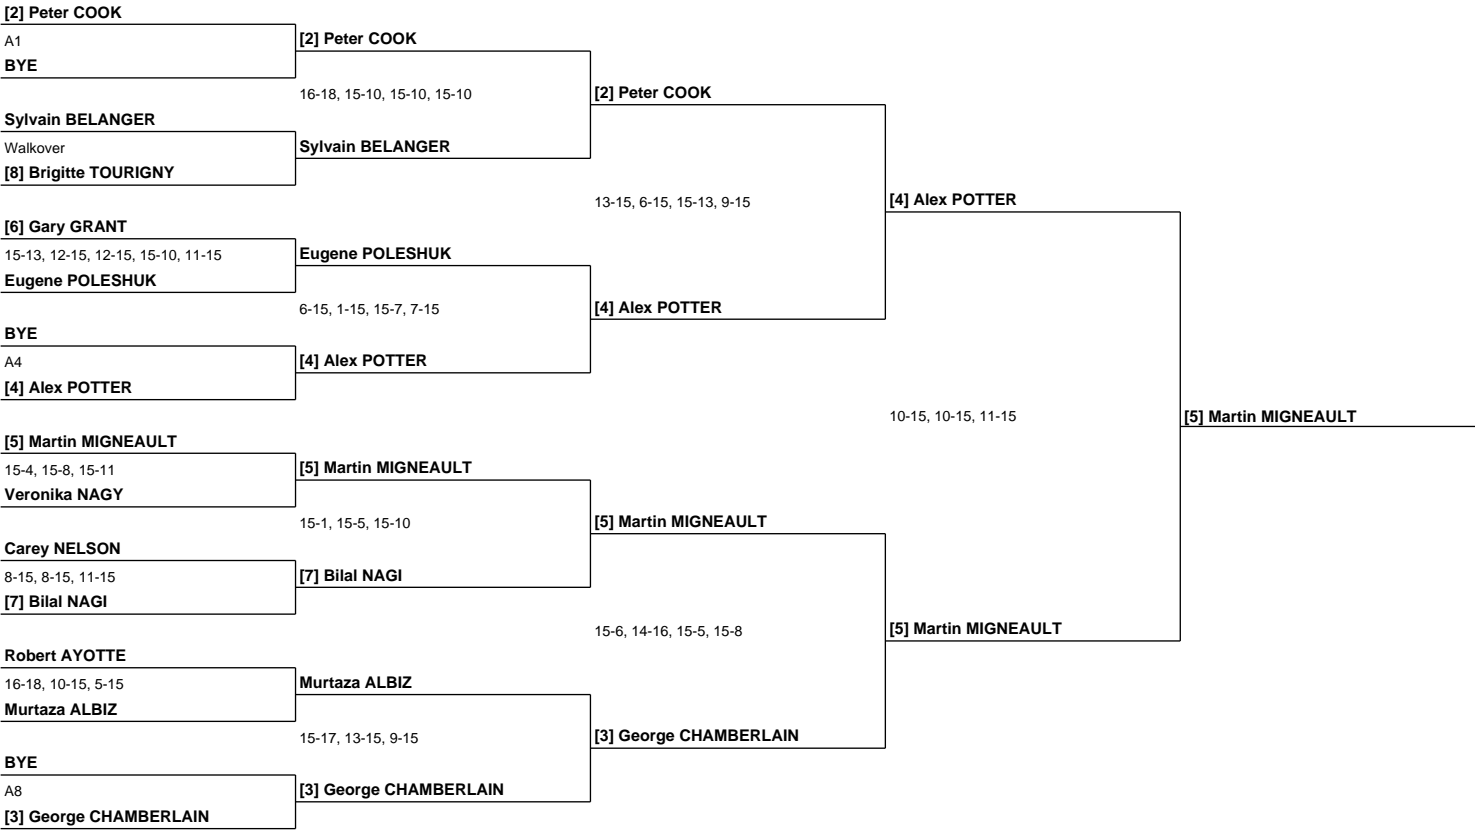 [2] Peter COOK
A1
BYE
[2] Peter COOK
16-18, 15-10, 15-10, 15-10
Sylvain BELANGER
Walkover
[8] Brigitte TOURIGNY
Sylvain BELANGER
[2] Peter COOK
13-15, 6-15, 15-13, 9-15
[6] Gary GRANT
15-13, 12-15, 12-15, 15-10, 11-15
Eugene POLESHUK
Eugene POLESHUK
6-15, 1-15, 15-7, 7-15
BYE
A4
[4] Alex POTTER
[4] Alex POTTER
[4] Alex POTTER
[4] Alex POTTER
10-15, 10-15, 11-15
[5] Martin MIGNEAULT
[5] Martin MIGNEAULT
15-4, 15-8, 15-11
Veronika NAGY
[5] Martin MIGNEAULT
15-1, 15-5, 15-10
Carey NELSON
8-15, 8-15, 11-15
[7] Bilal NAGI
[7] Bilal NAGI
[5] Martin MIGNEAULT
15-6, 14-16, 15-5, 15-8
[5] Martin MIGNEAULT
Robert AYOTTE
16-18, 10-15, 5-15
Murtaza ALBIZ
Murtaza ALBIZ
15-17, 13-15, 9-15
BYE
A8
[3] George CHAMBERLAIN
[3] George CHAMBERLAIN
[3] George CHAMBERLAIN